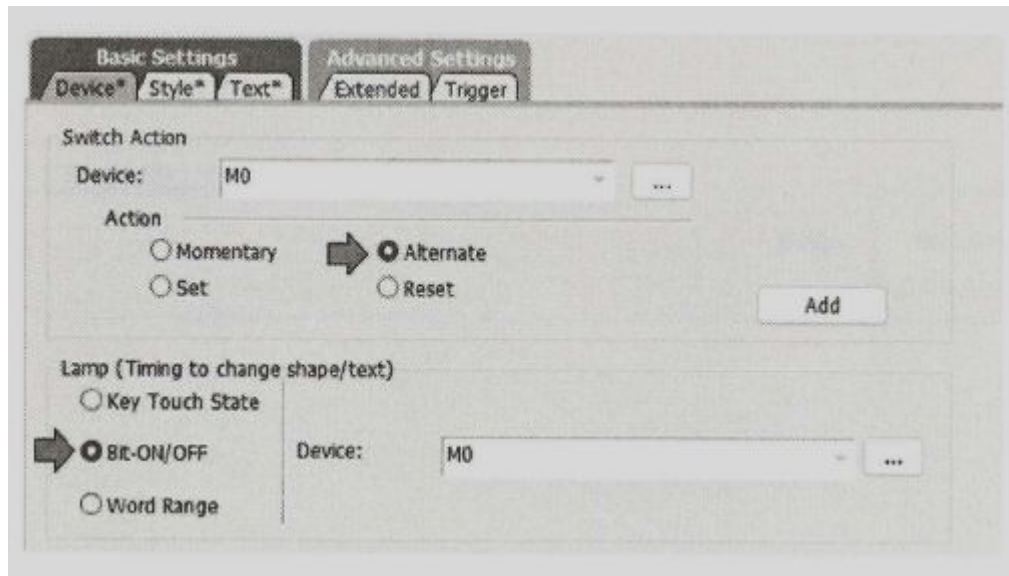 Basic Settings Advanced Settings
Device* Style* Text* Extended Trigger
Switch Action
Device: M0 ...
Action
Momentary Alternate
Set Reset
Add
Lamp (Timing to change shape/text)
Key Touch State
Bit-ON/OFF Device: M0 ...
Word Range